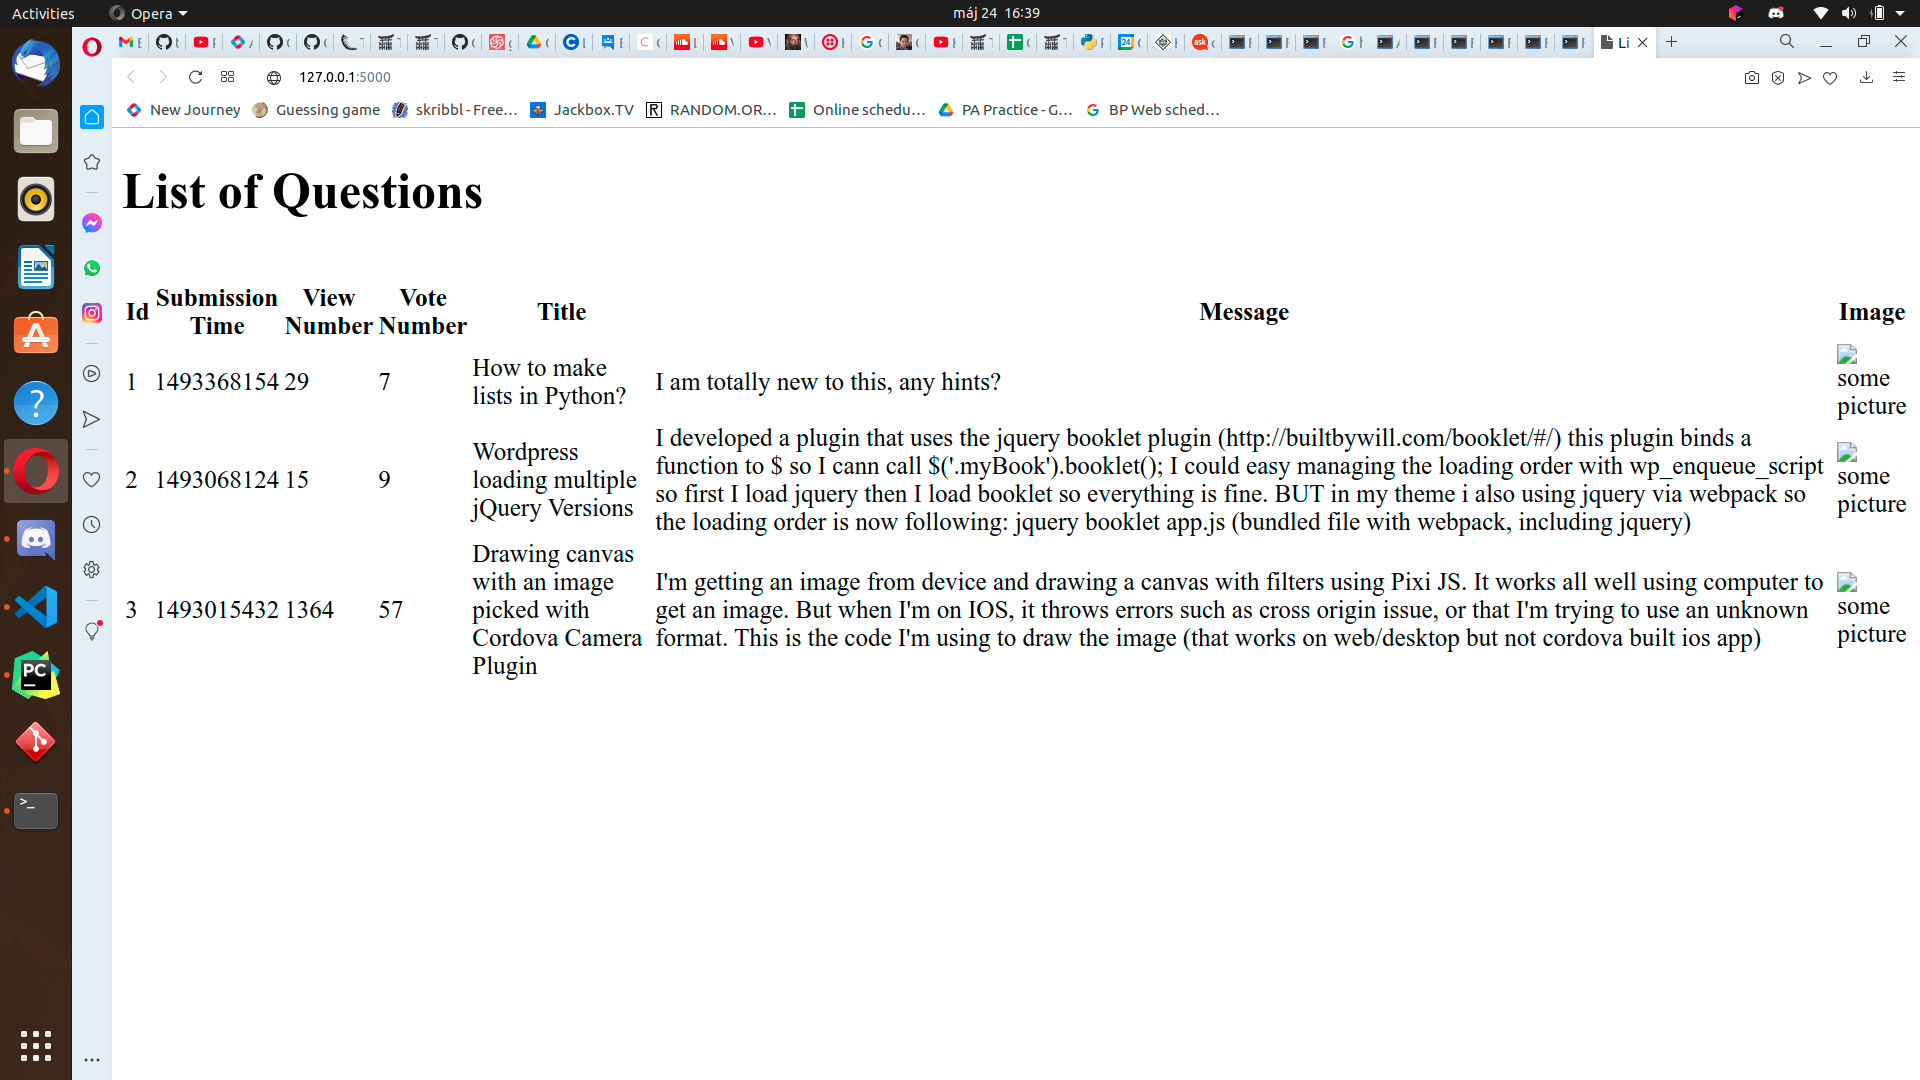 Activities
Opera
máj 24 16:39
Li
127.0.0.1:5000
New Journey
Guessing game
skribbl - Free...
Jackbox.TV
RANDOM.OR...
Online schedu...
PA Practice - G...
BP Web sched...
List of Questions
Id Submission Time View Number Vote Number Title Message Image
1 1493368154 29 7
How to make
lists in Python?
I am totally new to this, any hints?
some
picture
2 1493068124 15 9
Wordpress
loading multiple
jQuery Versions
I developed a plugin that uses the jquery booklet plugin (http://builtbywill.com/booklet/#/) this plugin binds a
function to $ so I cann call $('.myBook').booklet(); I could easy managing the loading order with wp_enqueue_script
so first I load jquery then I load booklet so everything is fine. BUT in my theme i also using jquery via webpack so
the loading order is now following: jquery booklet app.js (bundled file with webpack, including jquery)
some
picture
3 1493015432 1364 57
Drawing canvas
with an image
picked with
Cordova Camera
Plugin
I'm getting an image from device and drawing a canvas with filters using Pixi JS. It works all well using computer to
get an image. But when I'm on IOS, it throws errors such as cross origin issue, or that I'm trying to use an unknown
format. This is the code I'm using to draw the image (that works on web/desktop but not cordova built ios app)
some
picture
PC